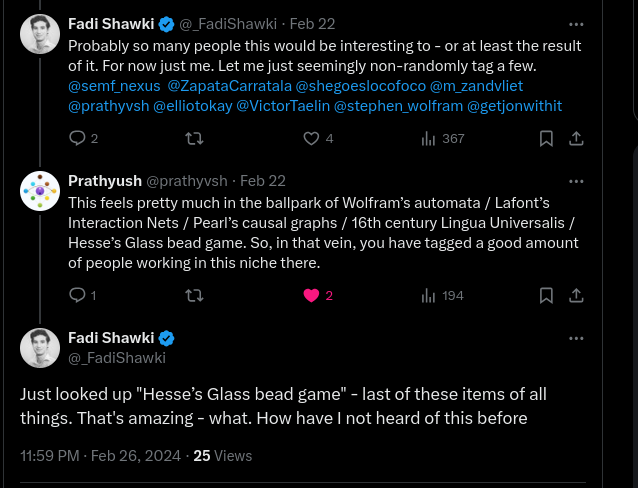 Fadi Shawki @_FadiShawki · Feb 22
Probably so many people this would be interesting to - or at least the result
of it. For now just me. Let me just seemingly non-randomly tag a few.
@semf_nexus @ZapataCarratala @shegoeslocofoco @m_zandvliet
@prathyvsh @elliotokay @VictorTaelin @stephen_wolfram @getjonwithit
2 4 367
Prathyush @prathyvsh · Feb 22
This feels pretty much in the ballpark of Wolfram’s automata / Lafont’s
Interaction Nets / Pearl’s causal graphs / 16th century Lingua Universalis /
Hesse’s Glass bead game. So, in that vein, you have tagged a good amount
of people working in this niche there.
1 2 194
Fadi Shawki
@_FadiShawki
Just looked up "Hesse’s Glass bead game" - last of these items of all
things. That's amazing - what. How have I not heard of this before
11:59 PM · Feb 26, 2024 · 25 Views